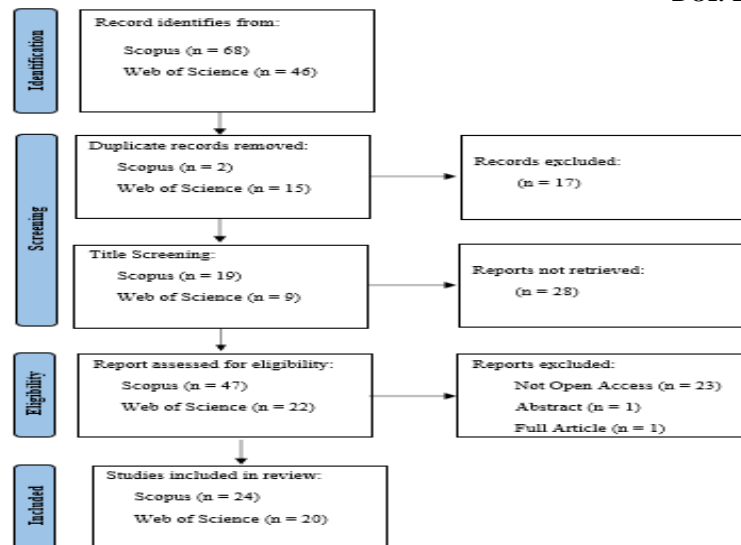 Identification
Record identifies from:
Scopus (n = 68)
Web of Science (n = 46)
Screening
Duplicate records removed:
Scopus (n = 2)
Web of Science (n = 15)
Records excluded:
(n = 17)
Title Screening:
Scopus (n = 19)
Web of Science (n = 9)
Reports not retrieved:
(n = 28)
Eligibility
Report assessed for eligibility:
Scopus (n = 47)
Web of Science (n = 22)
Reports excluded:
Not Open Access (n = 23)
Abstract (n = 1)
Full Article (n = 1)
Included
Studies included in review:
Scopus (n = 24)
Web of Science (n = 20)